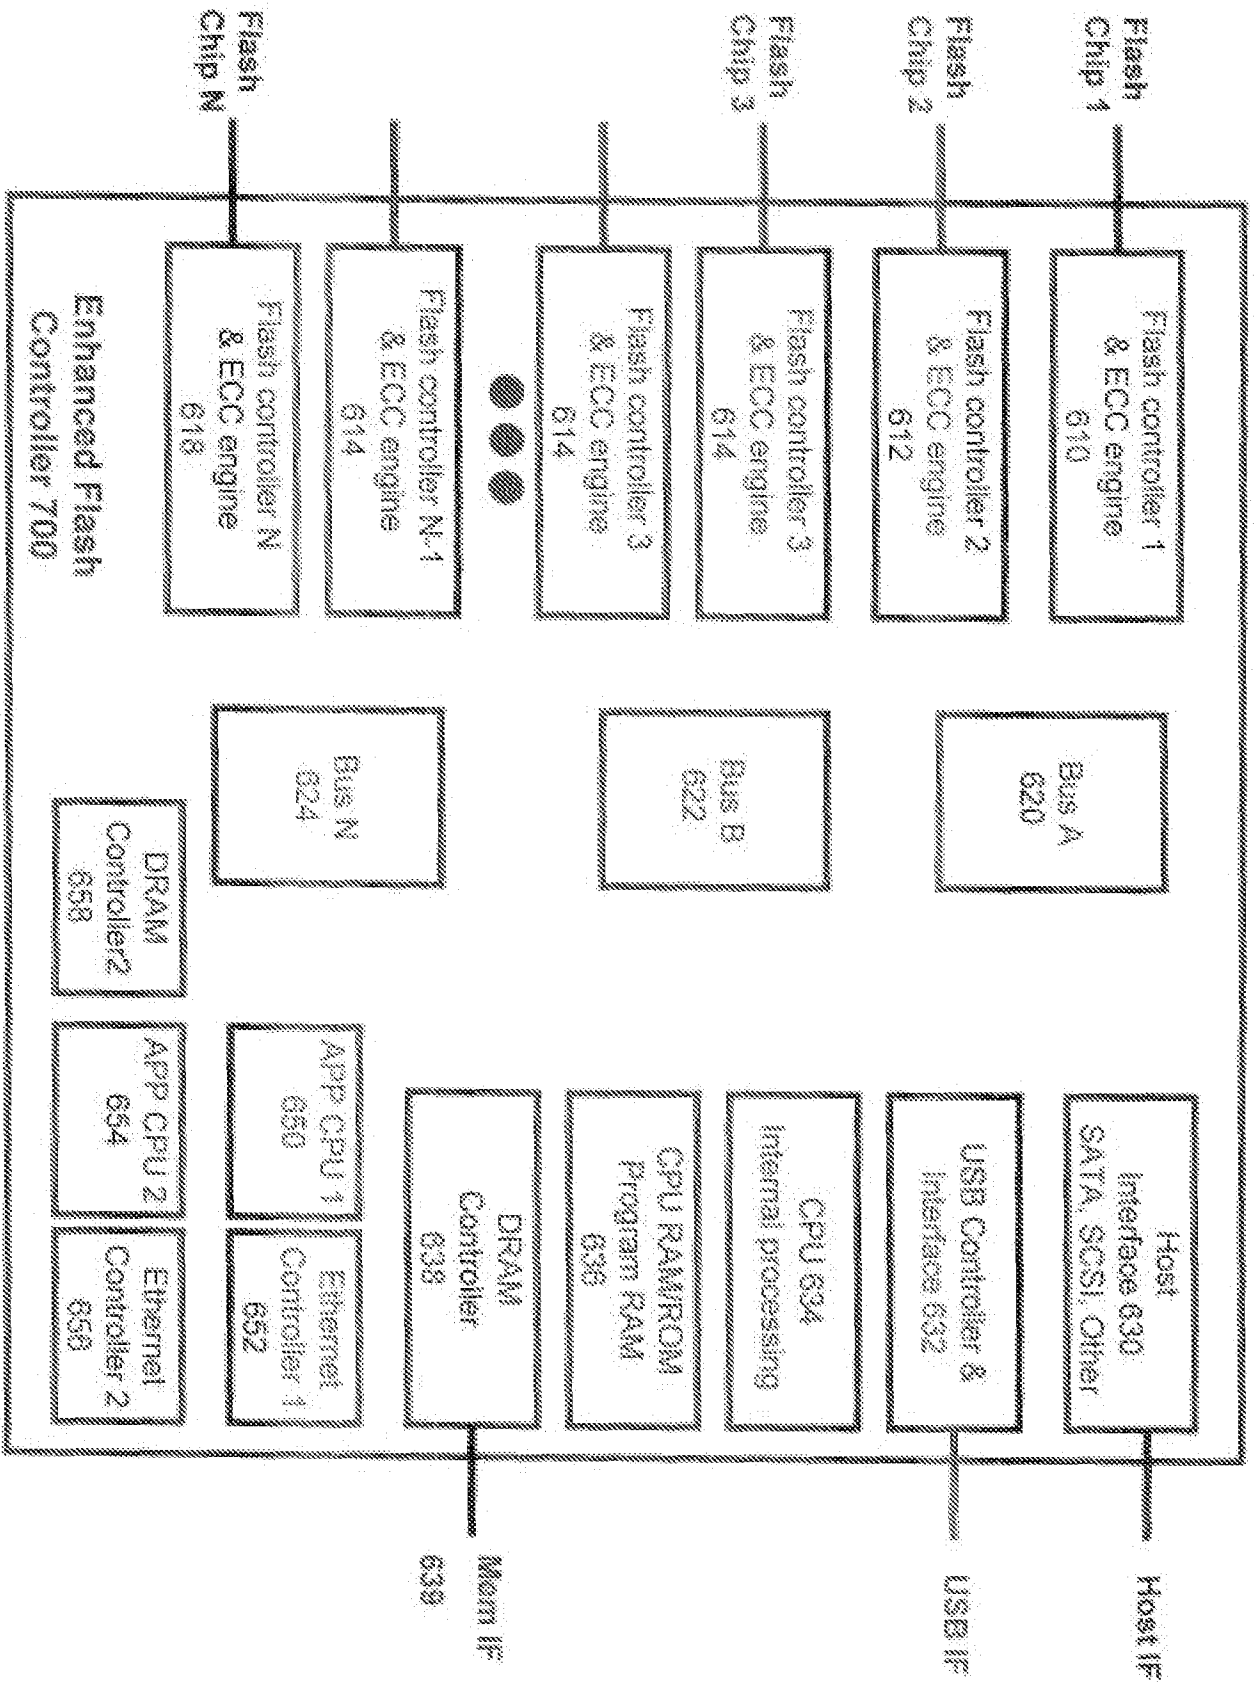 Flash
Chip 1
Flash
Chip 2
Flash
Chip 3
Flash
Chip N
Flash controller 1
& ECC engine
610
Flash controller 2
& ECC engine
612
Flash controller 3
& ECC engine
614
Flash controller 3
& ECC engine
614
Flash controller N-1
& ECC engine
614
Flash controller N
& ECC engine
618
Enhanced Flash
Controller 700
Bus A
620
Bus B
622
Bus N
624
Host
Interface 630
SATA, SCSI, Other
USB Controller &
Interface 632
CPU 634
Internal processing
CPU RAM/ROM
Program RAM
636
DRAM
Controller
638
APP CPU 1
650
Ethernet
Controller 1
652
DRAM
Controller2
658
APP CPU 2
654
Ethernet
Controller 2
656
Host IF
USB IF
Mem IF
639